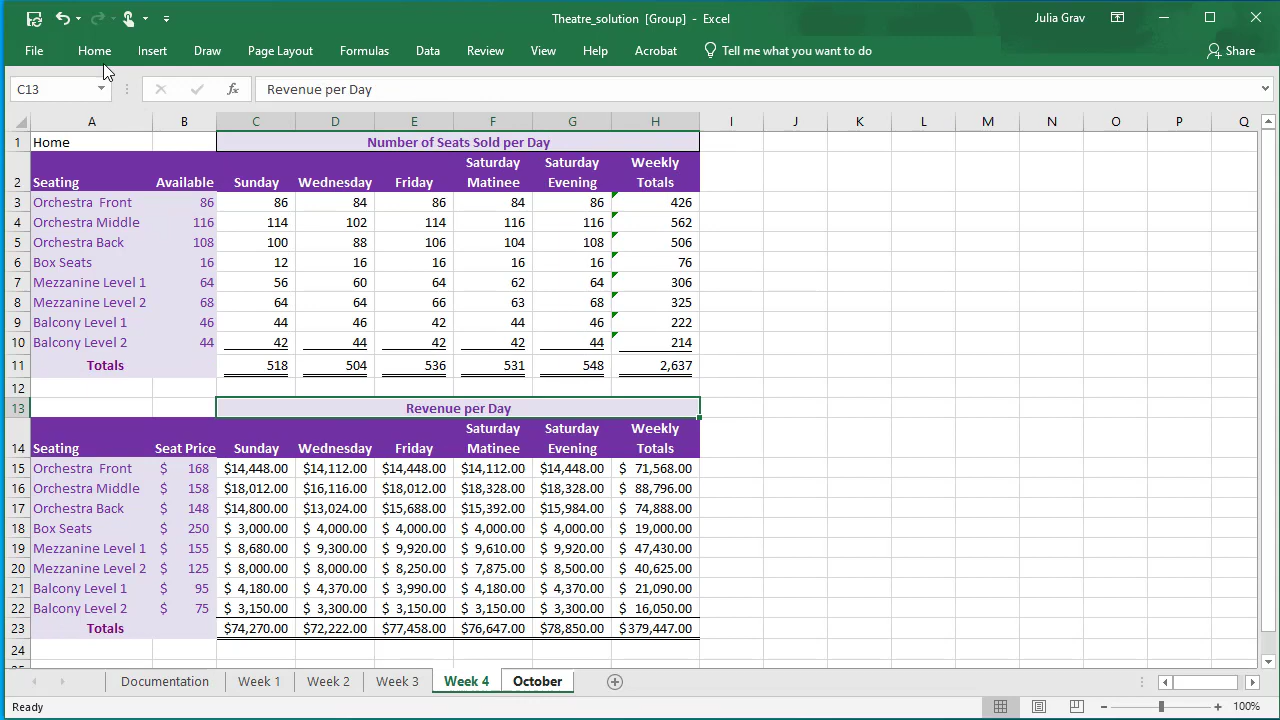 Theatre_solution [Group] - Excel
Julia Grav
File Home Insert Draw Page Layout Formulas Data Review View Help Acrobat Tell me what you want to do Share
C13 fx Revenue per Day
A B C D E F G H I J K L M N O P Q
1 Home Number of Seats Sold per Day
Saturday Saturday Weekly
2 Seating Available Sunday Wednesday Friday Matinee Evening Totals
3 Orchestra Front 86 86 84 86 84 86 426
4 Orchestra Middle 116 114 102 114 116 116 562
5 Orchestra Back 108 100 88 106 104 108 506
6 Box Seats 16 12 16 16 16 16 76
7 Mezzanine Level 1 64 56 60 64 62 64 306
8 Mezzanine Level 2 68 64 64 66 63 68 325
9 Balcony Level 1 46 44 46 42 44 46 222
10 Balcony Level 2 44 42 44 42 42 44 214
11 Totals 518 504 536 531 548 2,637
12
13 Revenue per Day
Saturday Saturday Weekly
14 Seating Seat Price Sunday Wednesday Friday Matinee Evening Totals
15 Orchestra Front $ 168 $14,448.00 $14,112.00 $14,448.00 $14,112.00 $14,448.00 $ 71,568.00
16 Orchestra Middle $ 158 $18,012.00 $16,116.00 $18,012.00 $18,328.00 $18,328.00 $ 88,796.00
17 Orchestra Back $ 148 $14,800.00 $13,024.00 $15,688.00 $15,392.00 $15,984.00 $ 74,888.00
18 Box Seats $ 250 $ 3,000.00 $ 4,000.00 $ 4,000.00 $ 4,000.00 $ 4,000.00 $ 19,000.00
19 Mezzanine Level 1 $ 155 $ 8,680.00 $ 9,300.00 $ 9,920.00 $ 9,610.00 $ 9,920.00 $ 47,430.00
20 Mezzanine Level 2 $ 125 $ 8,000.00 $ 8,000.00 $ 8,250.00 $ 7,875.00 $ 8,500.00 $ 40,625.00
21 Balcony Level 1 $ 95 $ 4,180.00 $ 4,370.00 $ 3,990.00 $ 4,180.00 $ 4,370.00 $ 21,090.00
22 Balcony Level 2 $ 75 $ 3,150.00 $ 3,300.00 $ 3,150.00 $ 3,150.00 $ 3,300.00 $ 16,050.00
23 Totals $74,270.00 $72,222.00 $77,458.00 $76,647.00 $78,850.00 $379,447.00
24
Documentation Week 1 Week 2 Week 3 Week 4 October
Ready 100%